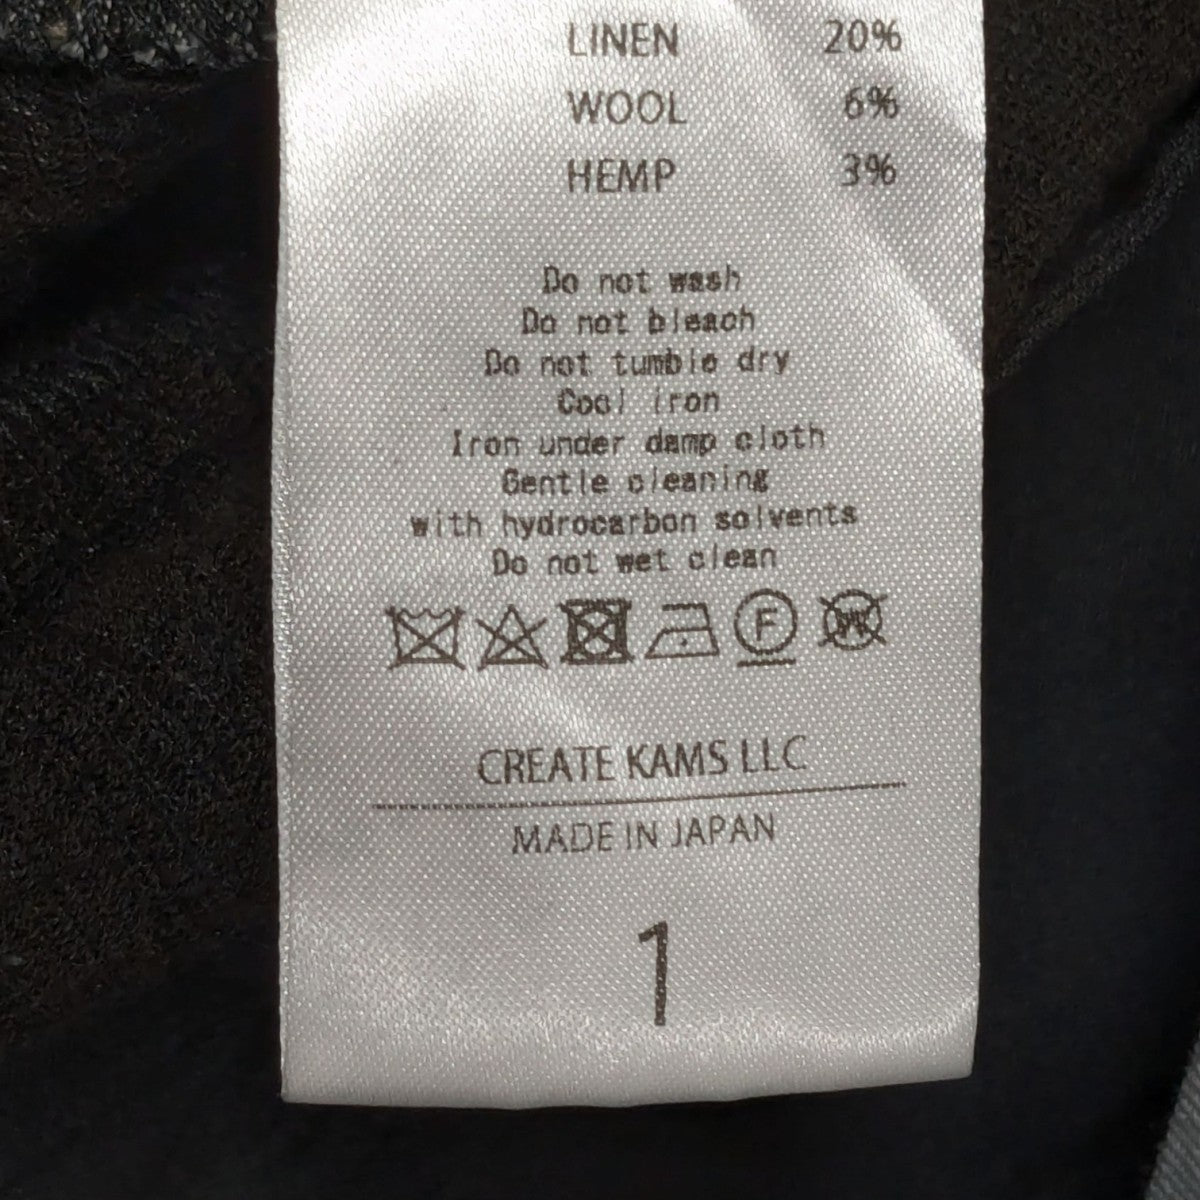 LINEN 20%
WOOL 6%
HEMP 3%
Do not wash
Do not bleach
Do not tumble dry
Cool iron
Iron under damp cloth
Gentle cleaning
with hydrocarbon solvents
Do not wet clean
F W
CREATE KAMS LLC
MADE IN JAPAN
1